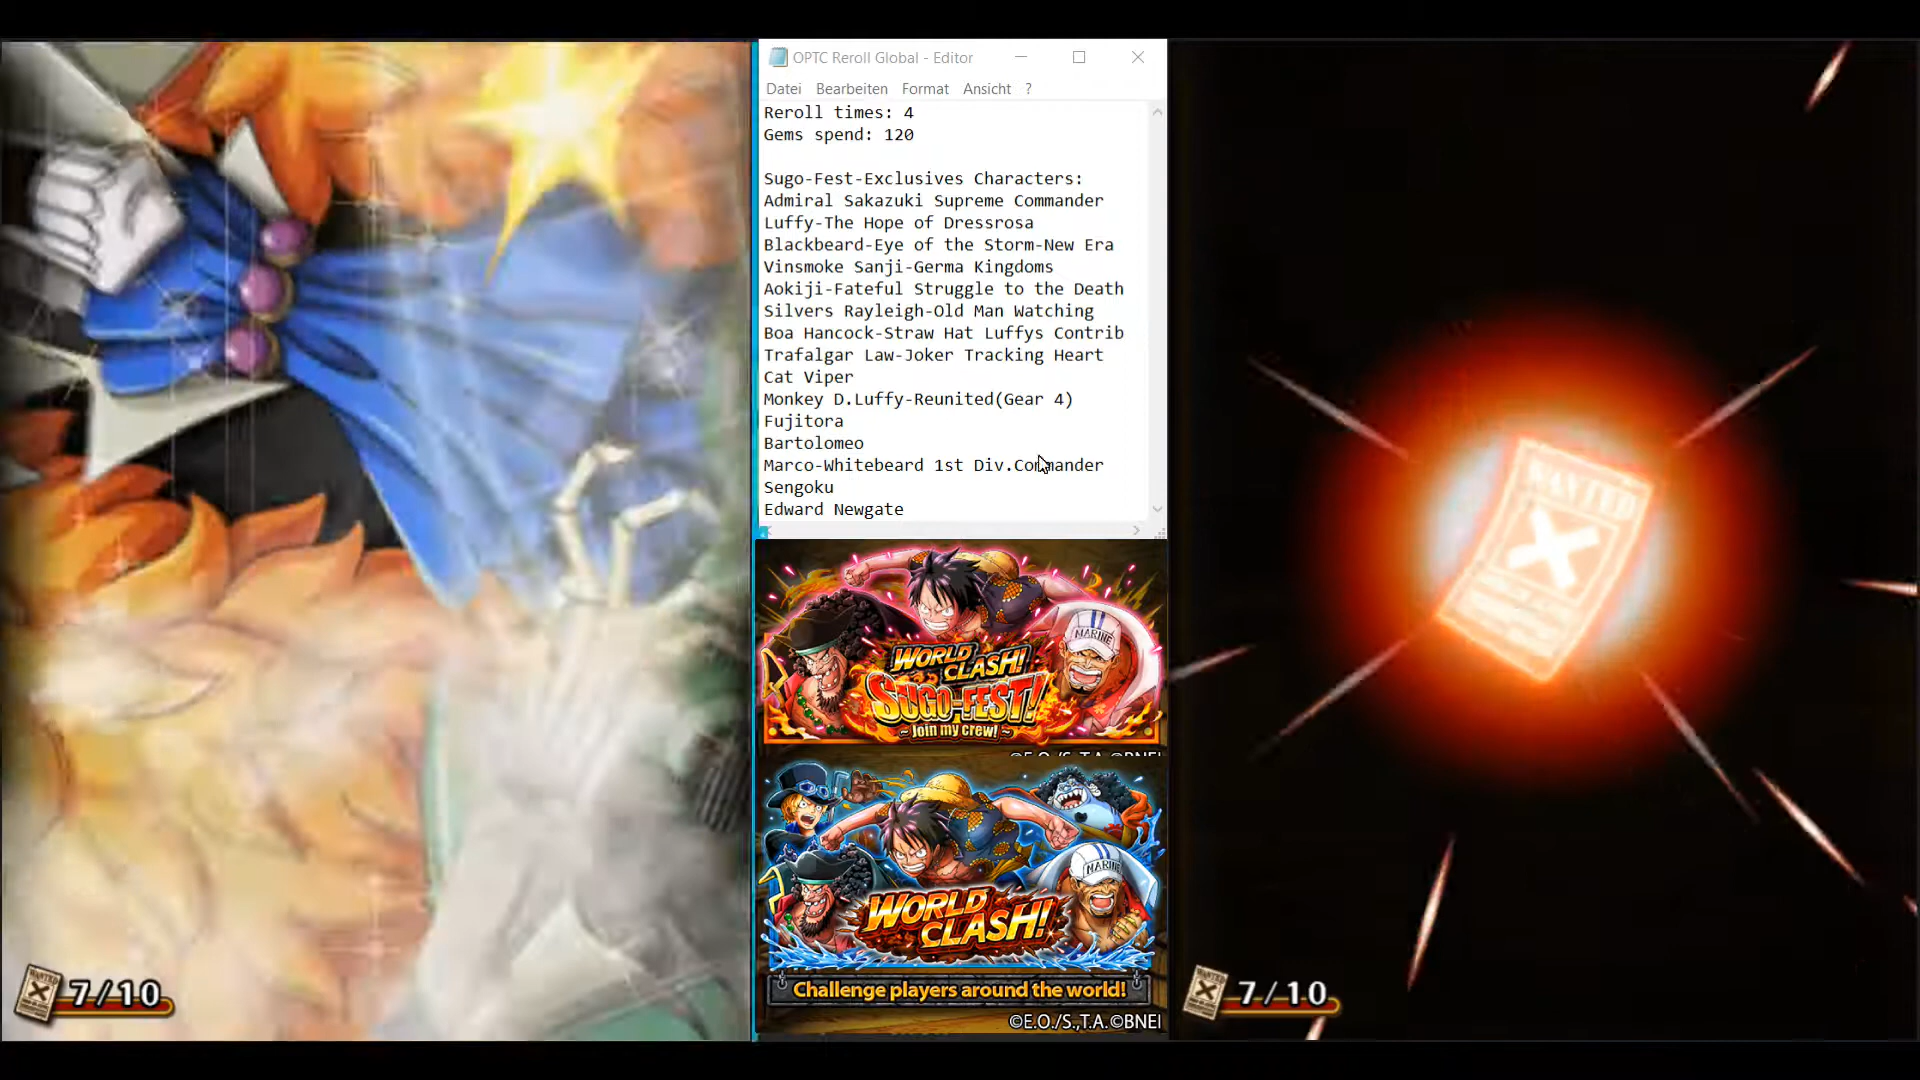 OPTC Reroll Global - Editor
Datei Bearbeiten Format Ansicht ?
Reroll times: 4
Gems spend: 120
Sugo-Fest-Exclusives Characters:
Admiral Sakazuki Supreme Commander
Luffy-The Hope of Dressrosa
Blackbeard-Eye of the Storm-New Era
Vinsmoke Sanji-Germa Kingdoms
Aokiji-Fateful Struggle to the Death
Silvers Rayleigh-Old Man Watching
Boa Hancock-Straw Hat Luffys Contrib
Trafalgar Law-Joker Tracking Heart
Cat Viper
Monkey D.Luffy-Reunited(Gear 4)
Fujitora
Bartolomeo
Marco-Whitebeard 1st Div.Commander
Sengoku
Edward Newgate
MARINE
WORLD
CLASH!
SUGO-FEST!
~Join my crew!~
©E.O./S.,T.A.©BNEI
MARINE
WORLD
CLASH!
Challenge players around the world!
©E.O./S.,T.A.©BNEI
7/10
WANTED
7/10